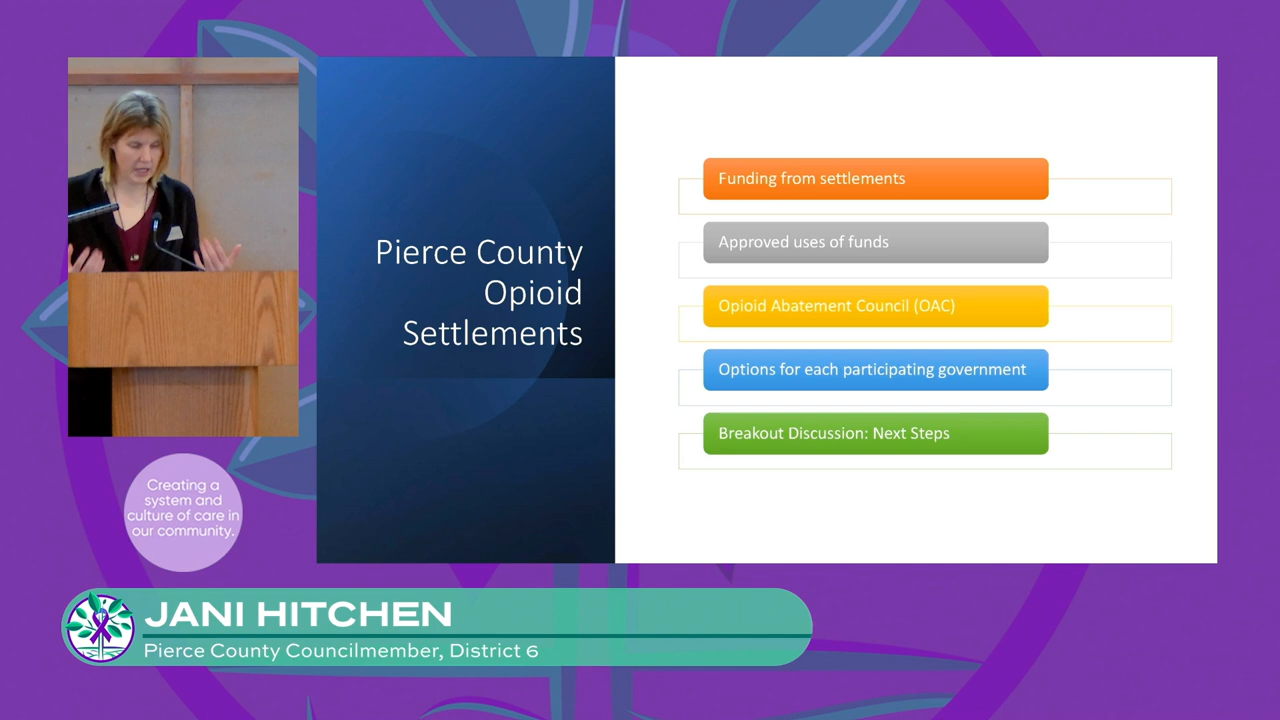 Pierce County
Opioid
Settlements
Funding from settlements
Approved uses of funds
Opioid Abatement Council (OAC)
Options for each participating government
Breakout Discussion: Next Steps
Creating a
system and
culture of care in
our community.
JANI HITCHEN
Pierce County Councilmember, District 6